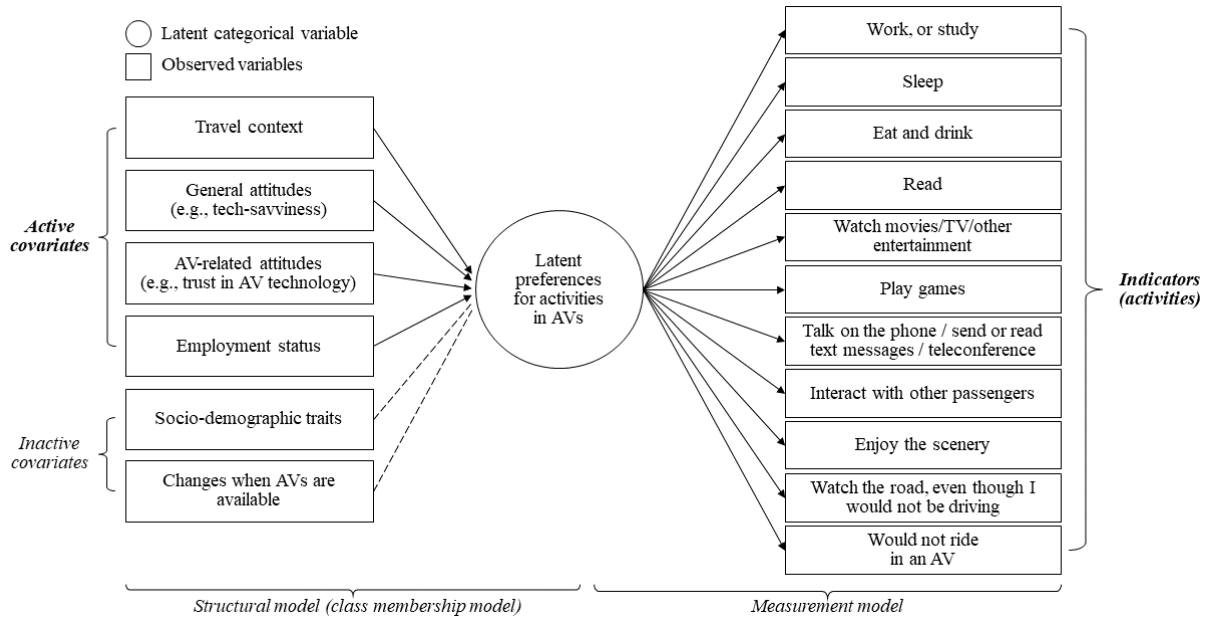 Latent categorical variable
Observed variables
Active
covariates
Travel context
General attitudes
(e.g., tech-savviness)
AV-related attitudes
(e.g., trust in AV technology)
Employment status
Inactive
covariates
Socio-demographic traits
Changes when AVs are
available
Latent
preferences
for activities
in AVs
Work, or study
Sleep
Eat and drink
Read
Watch movies/TV/other
entertainment
Play games
Talk on the phone / send or read
text messages / teleconference
Interact with other passengers
Enjoy the scenery
Watch the road, even though I
would not be driving
Would not ride
in an AV
Indicators
(activities)
Structural model (class membership model)
Measurement model